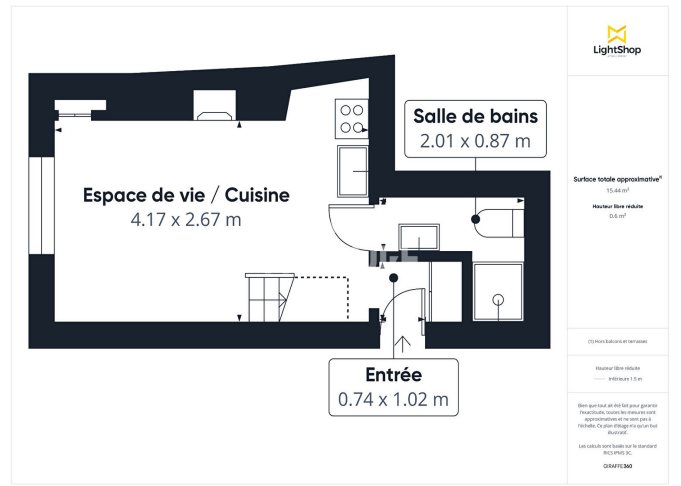 LightShop
Salle de bains
2.01 x 0.87 m
Espace de vie / Cuisine
4.17 x 2.67 m
Entrée
0.74 x 1.02 m
Surface totale approximative⁽¹⁾
15.44 m²
Hauteur libre réduite
0.6 m²
(1) Hors balcons et terrasses
Hauteur libre réduite
Inférieure 1.5 m
Bien que tout ait été fait pour garantir
l'exactitude, toutes les mesures sont
approximatives et ne sont pas à
l'échelle. Ce plan d'étage n'a qu'un but
illustratif.
Les calculs sont basés sur le standard
RICS IPMS 3C.
GIRAFFE360